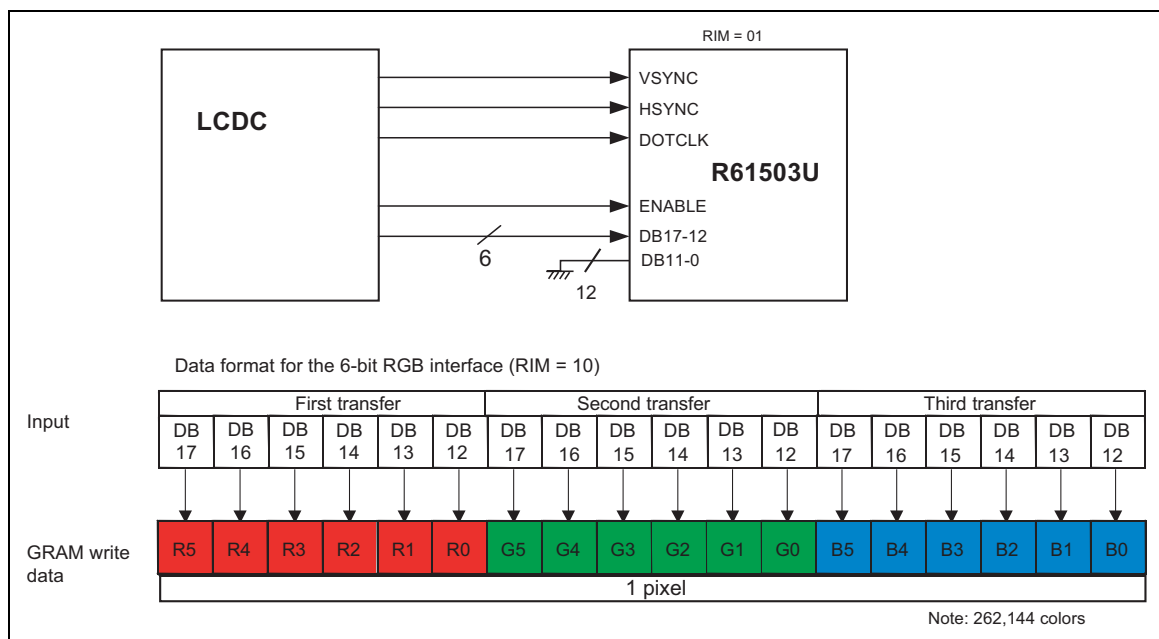 RIM = 01
LCDC
VSYNC
HSYNC
DOTCLK
R61503U
ENABLE
DB17-12
6
DB11-0
12
Data format for the 6-bit RGB interface (RIM = 10)
Input
First transfer Second transfer Third transfer
DB DB DB DB DB DB DB DB DB DB DB DB DB DB DB DB DB DB
17 16 15 14 13 12 17 16 15 14 13 12 17 16 15 14 13 12
GRAM write
data
R5 R4 R3 R2 R1 R0 G5 G4 G3 G2 G1 G0 B5 B4 B3 B2 B1 B0
1 pixel
Note: 262,144 colors